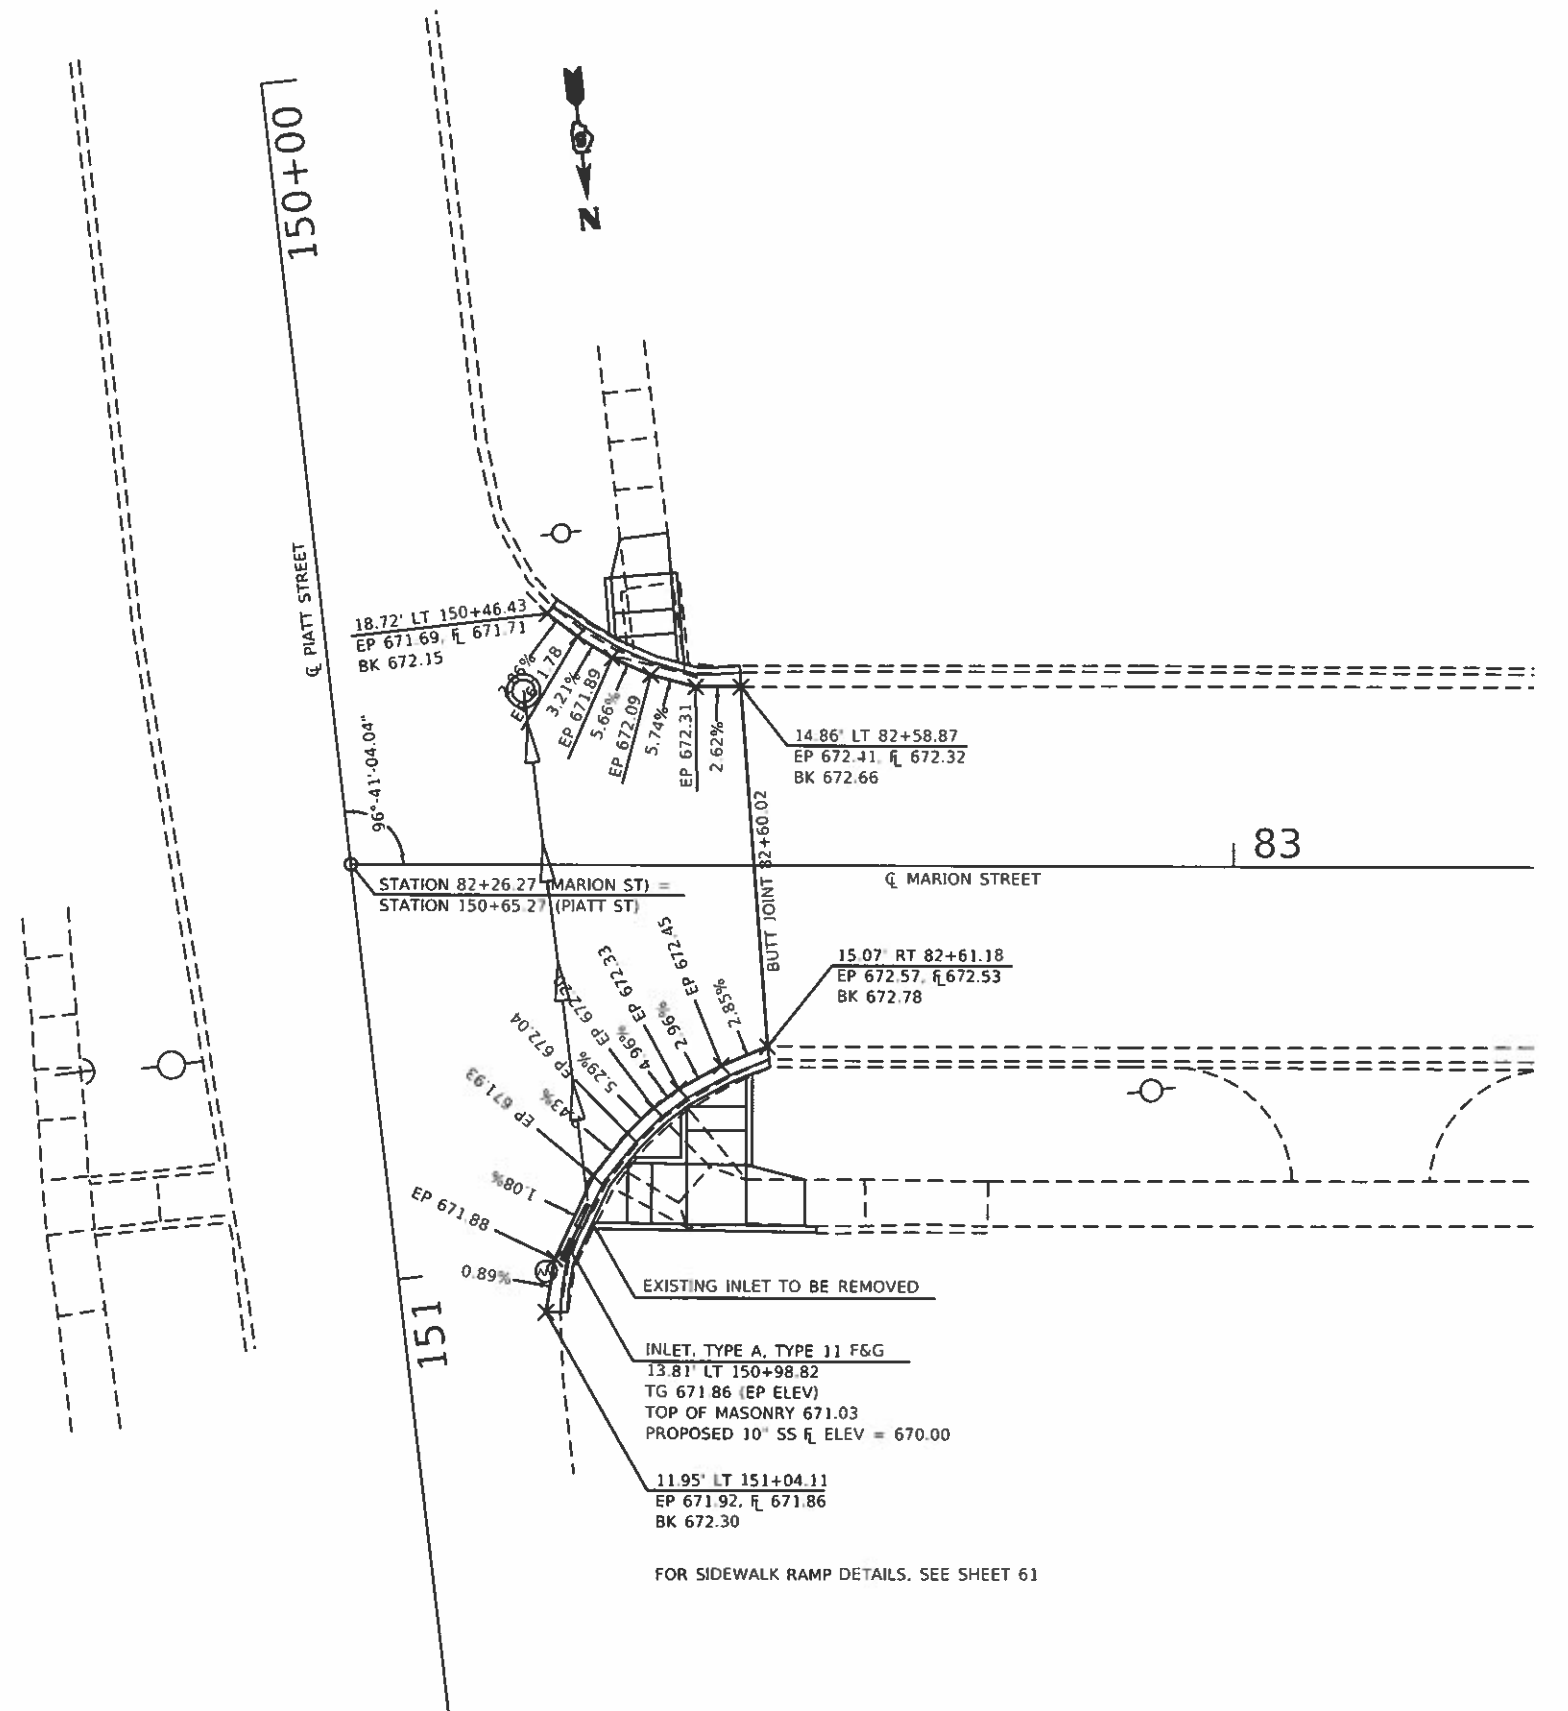 150+00
N
℄ PIATT STREET
18.72' LT 150+46.43
EP 671.69, FL 671.71
BK 672.15
3.21%
EP 671.89
5.66%
EP 672.09
5.74%
EP 672.31
2.62%
14.86' LT 82+58.87
EP 672.41, FL 672.32
BK 672.66
96°-41'-04.04"
BUTT JOINT 82+60.02
83
℄ MARION STREET
STATION 82+26.27 (MARION ST) =
STATION 150+65.27 (PIATT ST)
15.07' RT 82+61.18
EP 672.57, FL 672.53
BK 672.78
2.85%
EP 672.45
2.96%
EP 672.33
4.96%
EP 672.20
5.29%
EP 672.04
EP 671.93
1.08%
EP 671.88
0.89%
151
EXISTING INLET TO BE REMOVED
INLET, TYPE A, TYPE 11 F&G
13.81' LT 150+98.82
TG 671.86 (EP ELEV)
TOP OF MASONRY 671.03
PROPOSED 10" SS FL ELEV = 670.00
11.95' LT 151+04.11
EP 671.92, FL 671.86
BK 672.30
FOR SIDEWALK RAMP DETAILS, SEE SHEET 61